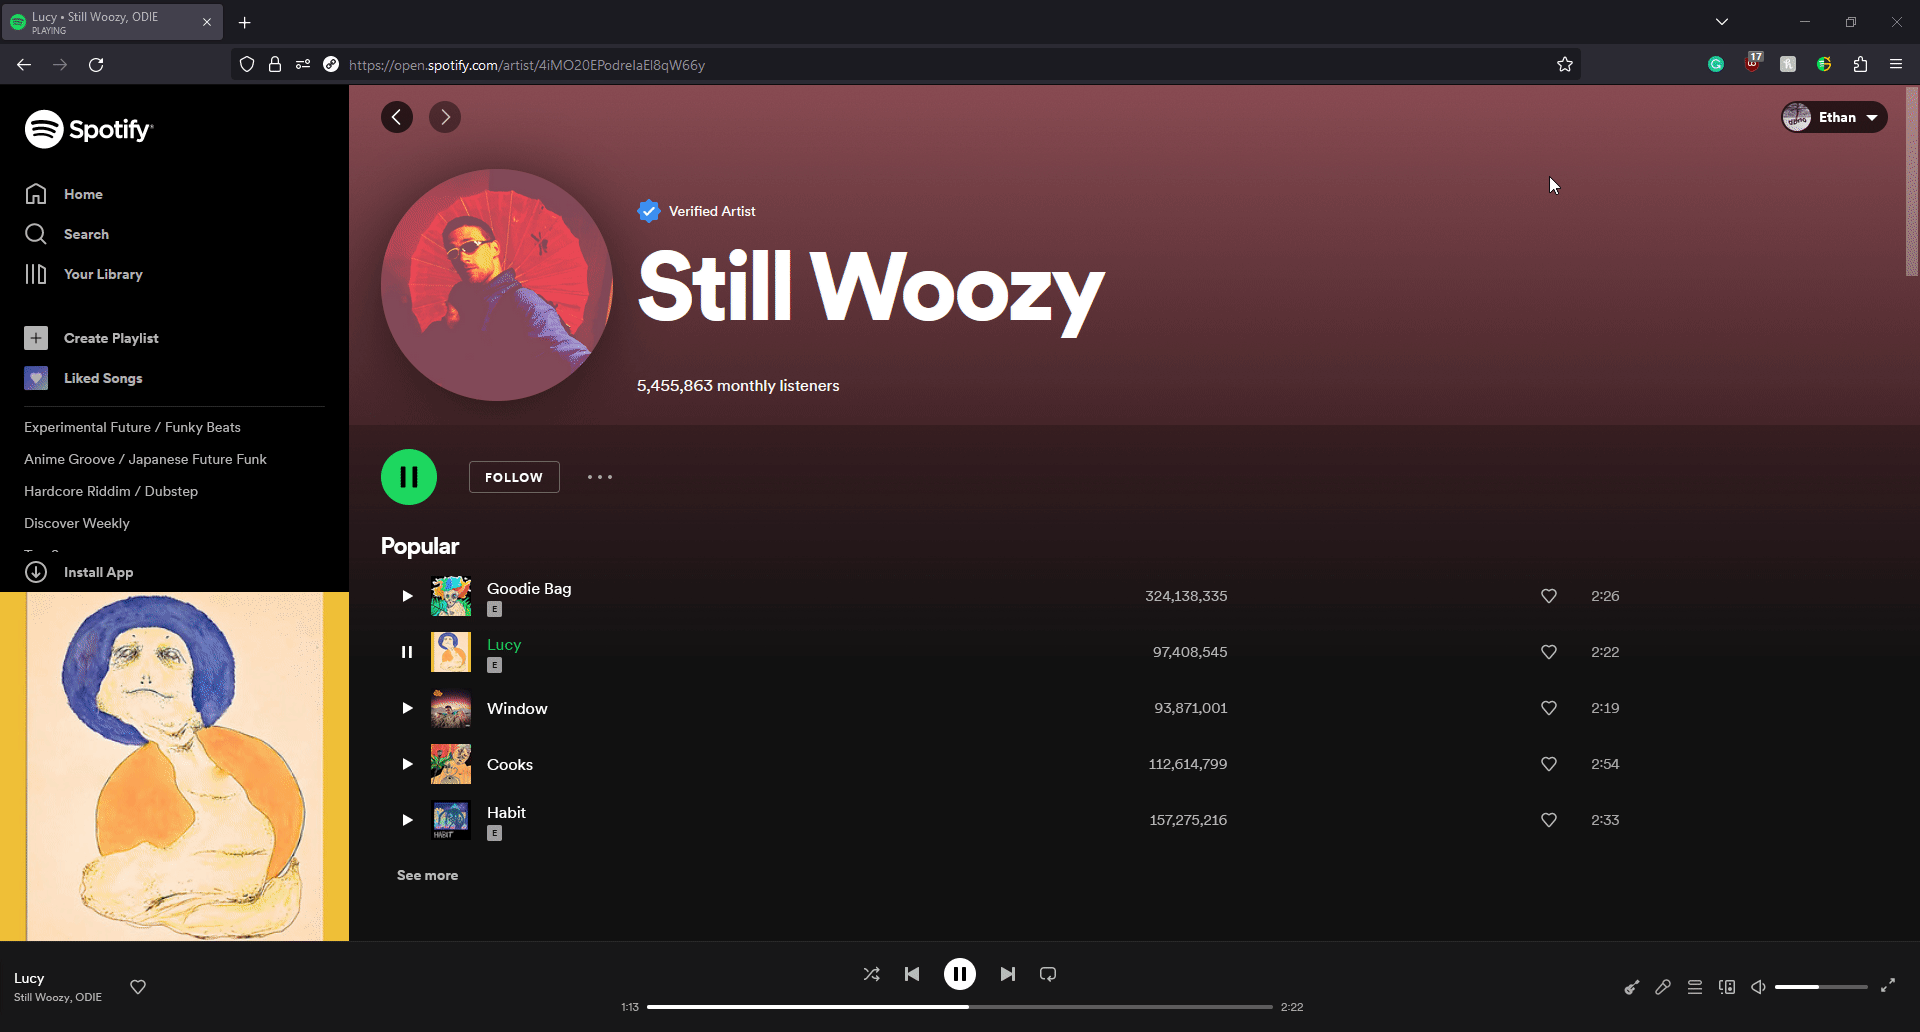 Lucy • Still Woozy, ODIE
PLAYING
https://open.spotify.com/artist/4iMO20EPodreIaEl8qW66y
17
Spotify
Home
Search
Your Library
Create Playlist
Liked Songs
Experimental Future / Funky Beats
Anime Groove / Japanese Future Funk
Hardcore Riddim / Dubstep
Discover Weekly
Install App
Ethan
Verified Artist
Still Woozy
5,455,863 monthly listeners
FOLLOW
Popular
Goodie Bag
E
324,138,335
2:26
Lucy
E
97,408,545
2:22
Window
93,871,001
2:19
Cooks
112,614,799
2:54
HABIT
Habit
E
157,275,216
2:33
See more
Lucy
Still Woozy, ODIE
1:13
2:22